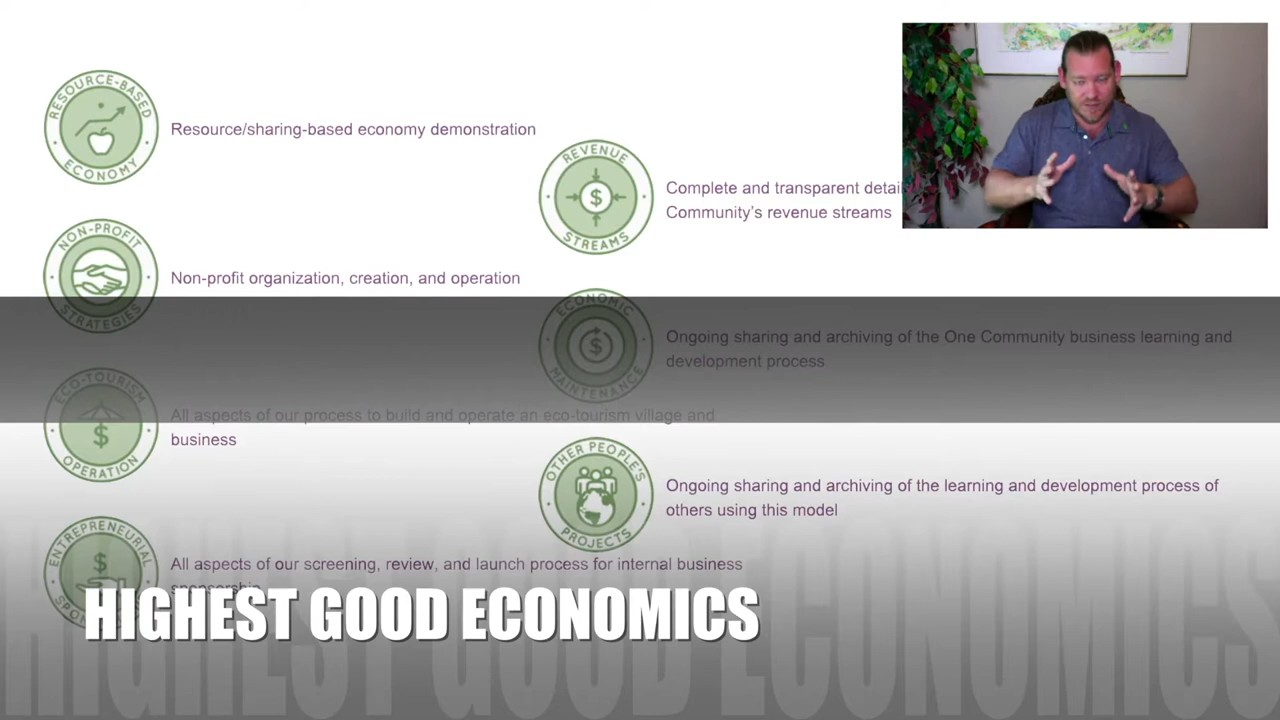 RESOURCE-BASED
ECONOMY
Resource/sharing-based economy demonstration
NON-PROFIT
STRATEGIES
Non-profit organization, creation, and operation
ECO-TOURISM
$
OPERATION
All aspects of our process to build and operate an eco-tourism village and
business
ENTREPRENEURIAL
$
All aspects of our screening, review, and launch process for internal business
sponsorship
REVENUE
$
STREAMS
Complete and transparent
Community's revenue streams
ECONOMIC
$
MAINTENANCE
Ongoing sharing and archiving of the One Community business learning and
development process
OTHER PEOPLE'S
PROJECTS
Ongoing sharing and archiving of the learning and development process of
others using this model
HIGHEST GOOD ECONOMICS
HIGHEST GOOD ECONOMICS